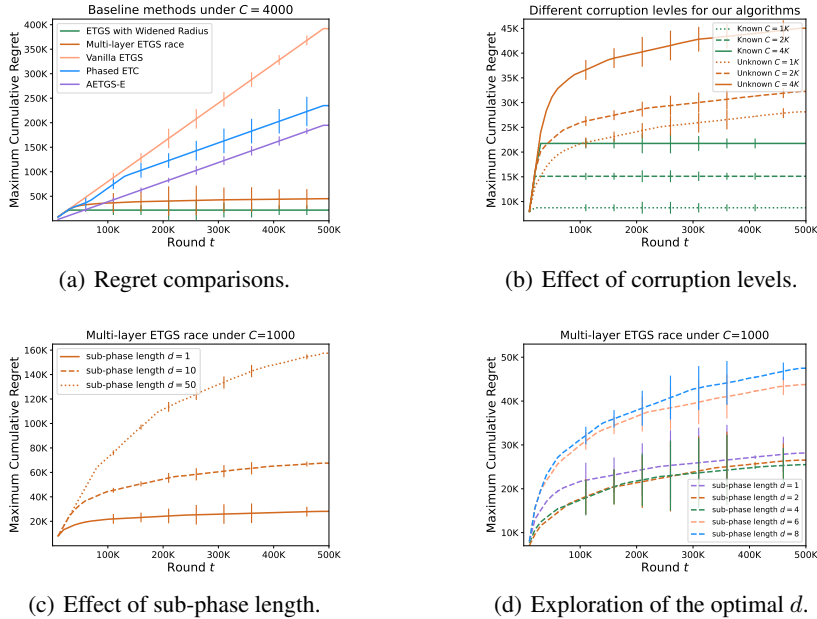 Baseline methods under C = 4000
ETGS with Widened Radius
Multi-layer ETGS race
Vanilla ETGS
Phased ETC
AETGS-E
Maximum Cumulative Regret
400K
350K
300K
250K
200K
150K
100K
50K
100K 200K 300K 400K 500K
Round t
(a) Regret comparisons.
Different corruption levles for our algorithms
Known C = 1K
Known C = 2K
Known C = 4K
Unknown C = 1K
Unknown C = 2K
Unknown C = 4K
Maximum Cumulative Regret
45K
40K
35K
30K
25K
20K
15K
10K
100K 200K 300K 400K 500K
Round t
(b) Effect of corruption levels.
Multi-layer ETGS race under C=1000
sub-phase length d = 1
sub-phase length d = 10
sub-phase length d = 50
Maximum Cumulative Regret
160K
140K
120K
100K
80K
60K
40K
20K
100K 200K 300K 400K 500K
Round t
(c) Effect of sub-phase length.
Multi-layer ETGS race under C=1000
Maximum Cumulative Regret
50K
40K
30K
20K
10K
sub-phase length d = 1
sub-phase length d = 2
sub-phase length d = 4
sub-phase length d = 6
sub-phase length d = 8
100K 200K 300K 400K 500K
Round t
(d) Exploration of the optimal d.